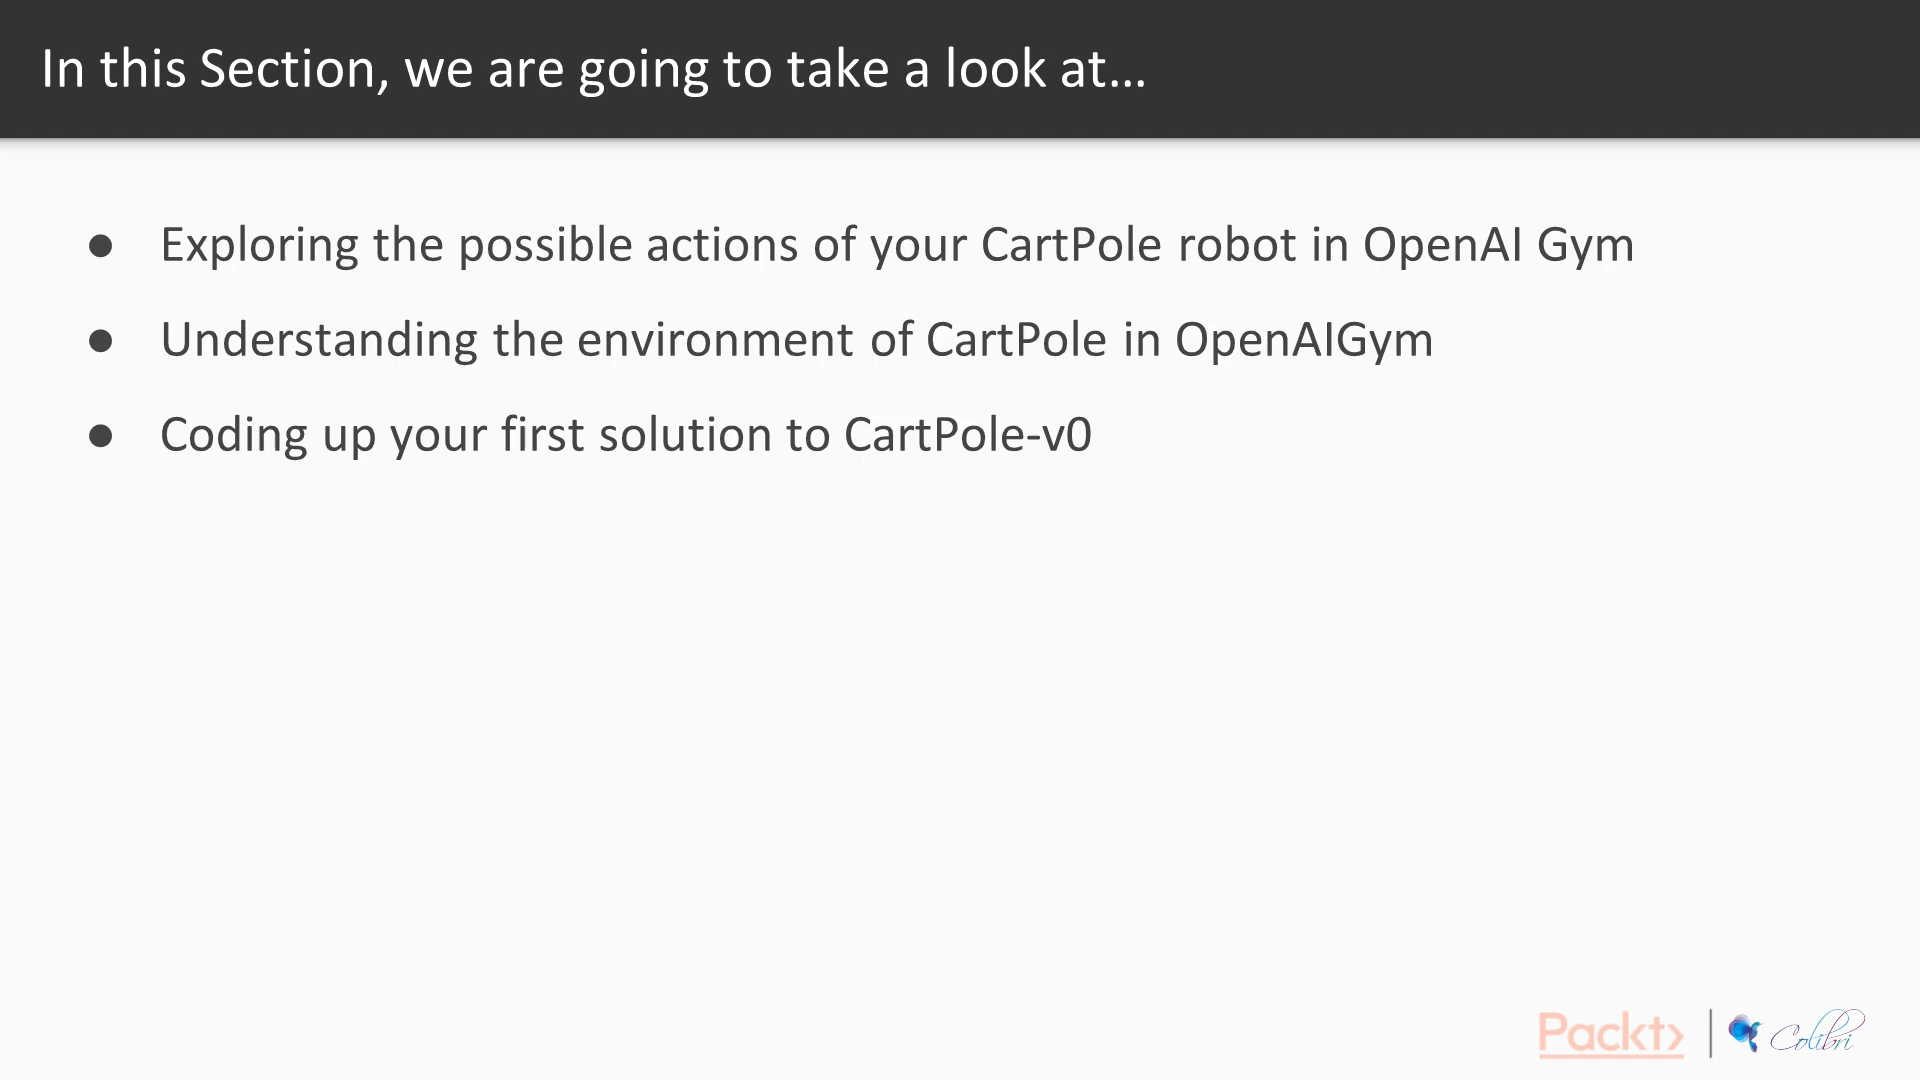 In this Section, we are going to take a look at...
● Exploring the possible actions of your CartPole robot in OpenAI Gym
● Understanding the environment of CartPole in OpenAIGym
● Coding up your first solution to CartPole-v0
Packt> | Colibri